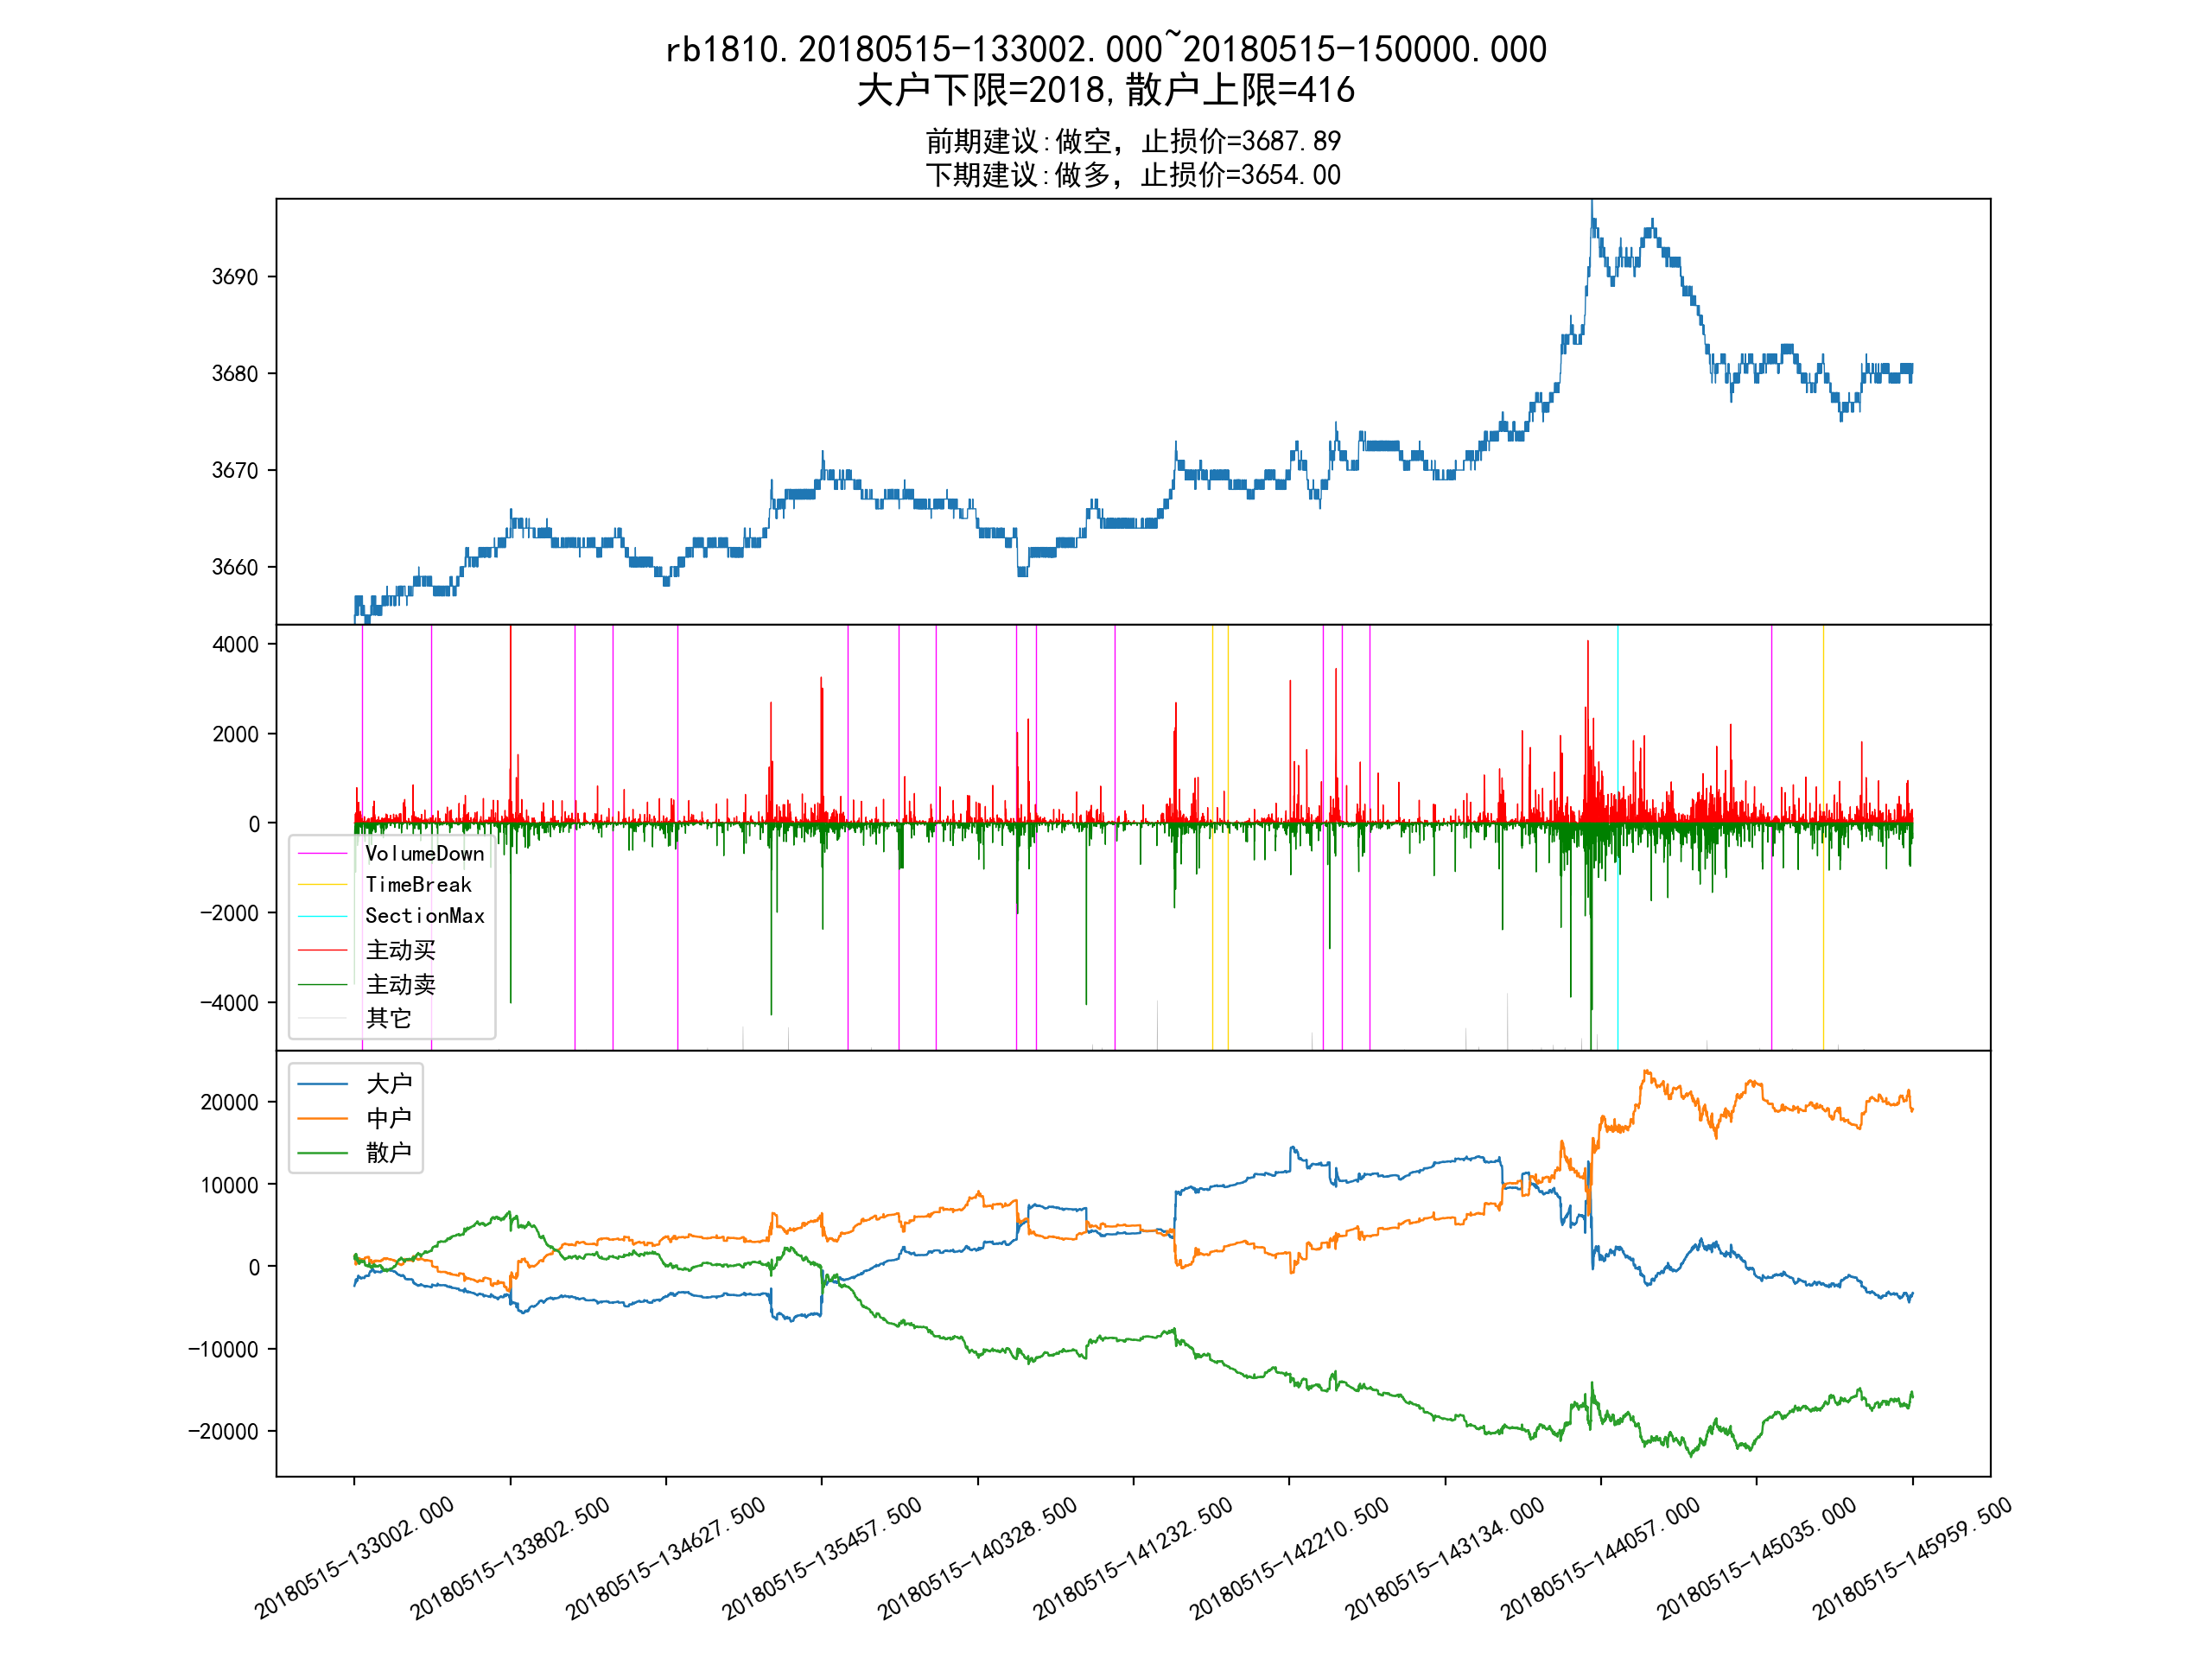 rb1810.20180515-133002.000~20180515-150000.000
大户下限=2018,散户上限=416
前期建议:做空，止损价=3687.89
下期建议:做多，止损价=3654.00
3690
3680
3670
3660
4000
2000
0
−2000
−4000
VolumeDown
TimeBreak
SectionMax
主动买
主动卖
其它
20000
10000
0
−10000
−20000
大户
中户
散户
20180515-133002.000
20180515-133802.500
20180515-134627.500
20180515-135457.500
20180515-140328.500
20180515-141232.500
20180515-142210.500
20180515-143134.000
20180515-144057.000
20180515-145035.000
20180515-145959.500